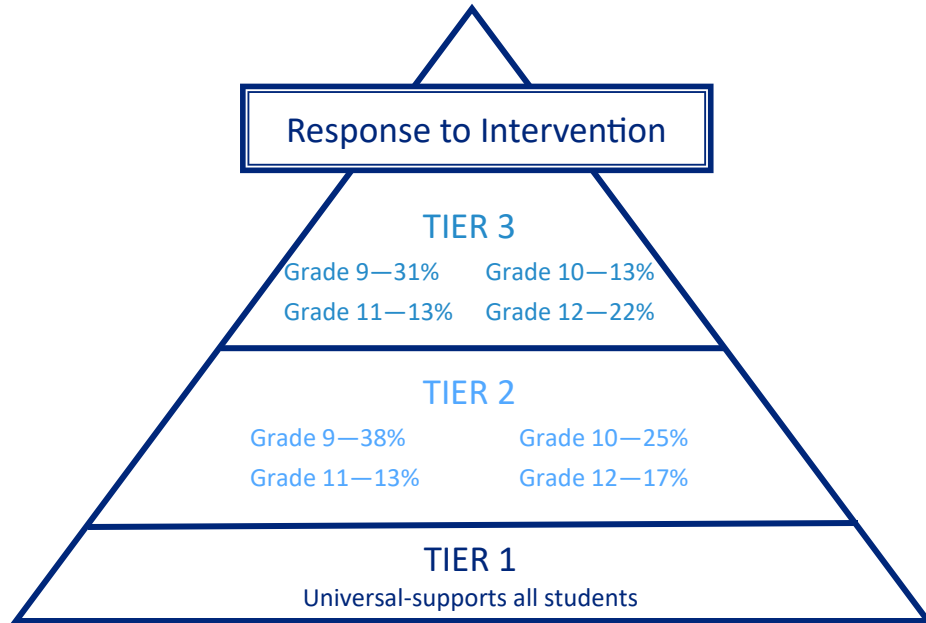 Response to Intervention
TIER 3
Grade 9—31% Grade 10—13%
Grade 11—13% Grade 12—22%
TIER 2
Grade 9—38% Grade 10—25%
Grade 11—13% Grade 12—17%
TIER 1
Universal-supports all students